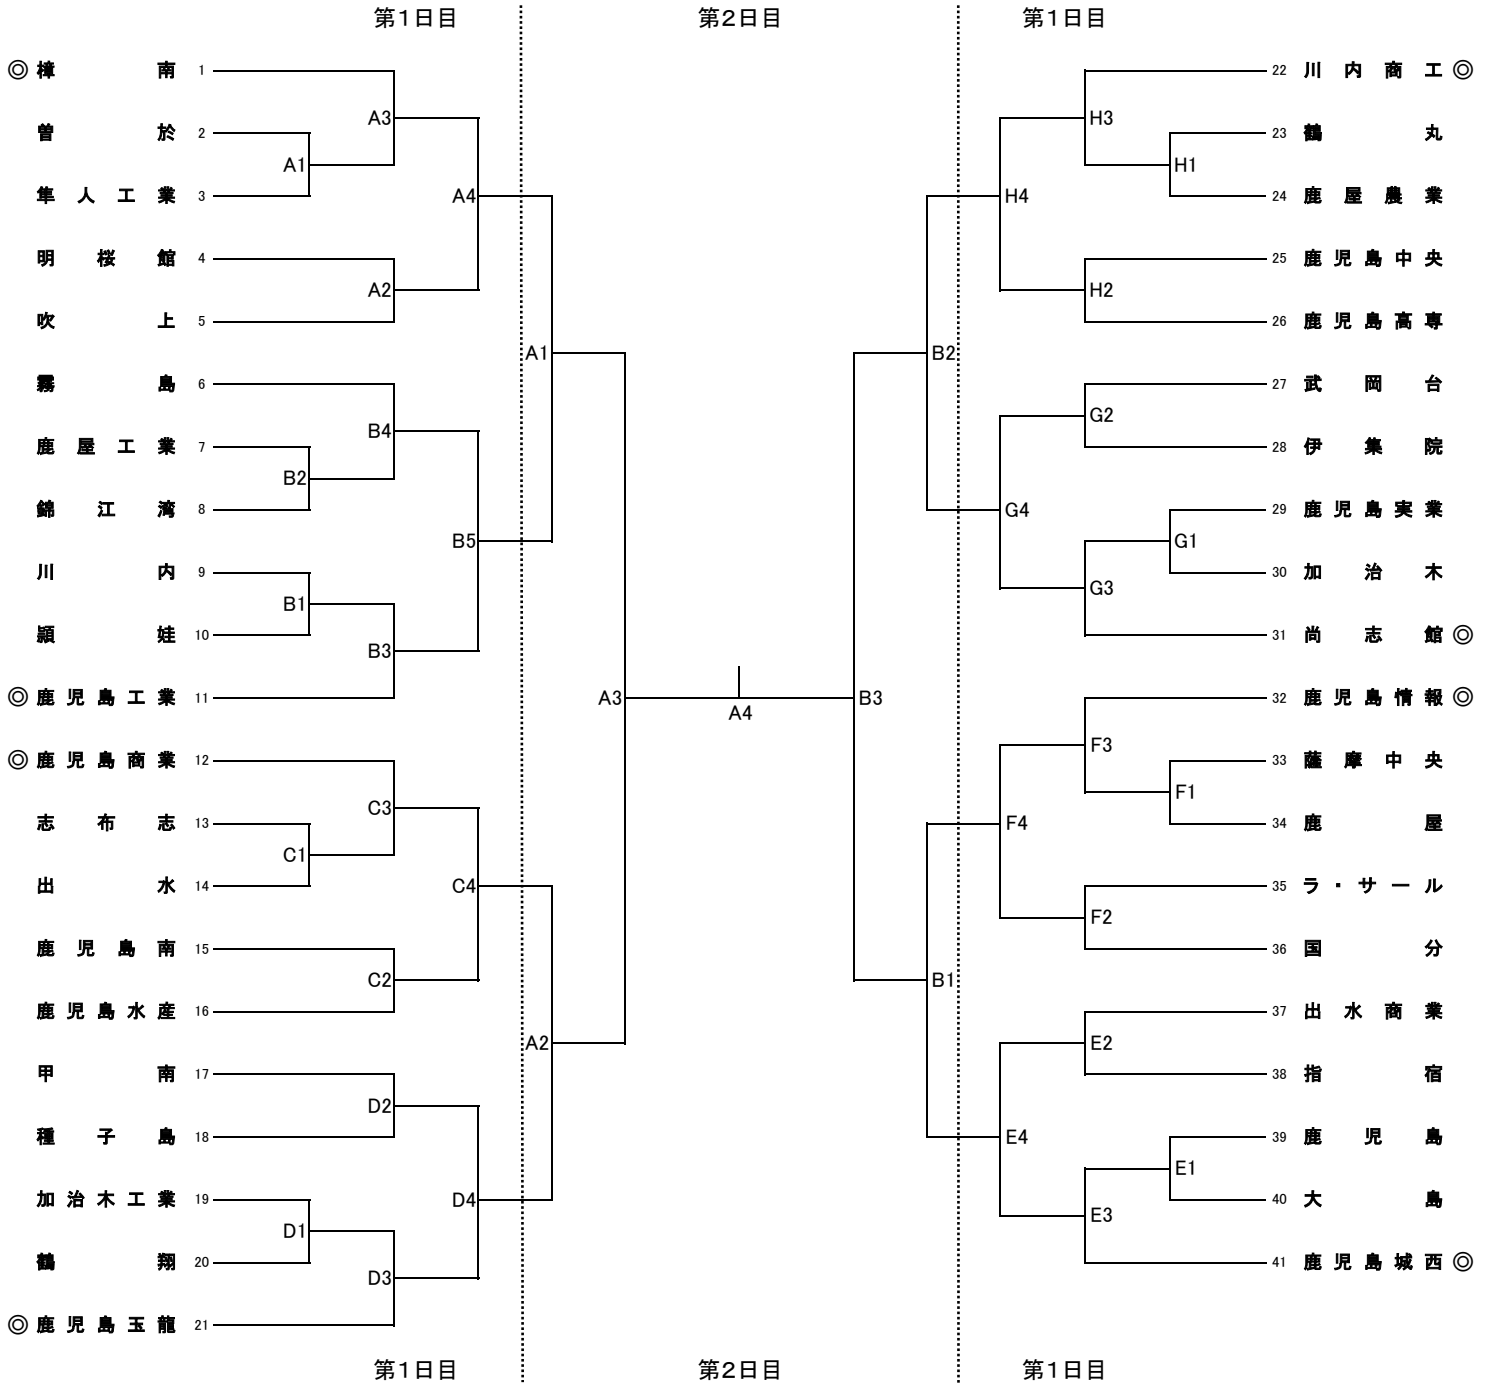 第1日目 第2日目 第1日目
◎ 樟南 1
曽於 2
隼人工業 3
明桜館 4
吹上 5
霧島 6
鹿屋工業 7
錦江湾 8
川内 9
頴娃 10
◎ 鹿児島工業 11
◎ 鹿児島商業 12
志布志 13
出水 14
鹿児島南 15
鹿児島水産 16
甲南 17
種子島 18
加治木工業 19
鶴翔 20
◎ 鹿児島玉龍 21
A3
A1
A4
A2
B4
B2
B5
B1
B3
C3
C1
C4
C2
D2
D4
D1
D3
A1
A2
A3
A4
B3
B2
B1
H3
H1
H4
H2
G2
G4
G1
G3
F3
F1
F4
F2
E2
E4
E1
E3
22 川内商工 ◎
23 鶴丸
24 鹿屋農業
25 鹿児島中央
26 鹿児島高専
27 武岡台
28 伊集院
29 鹿児島実業
30 加治木
31 尚志館 ◎
32 鹿児島情報 ◎
33 薩摩中央
34 鹿屋
35 ラ・サール
36 国分
37 出水商業
38 指宿
39 鹿児島
40 大島
41 鹿児島城西 ◎
第1日目 第2日目 第1日目